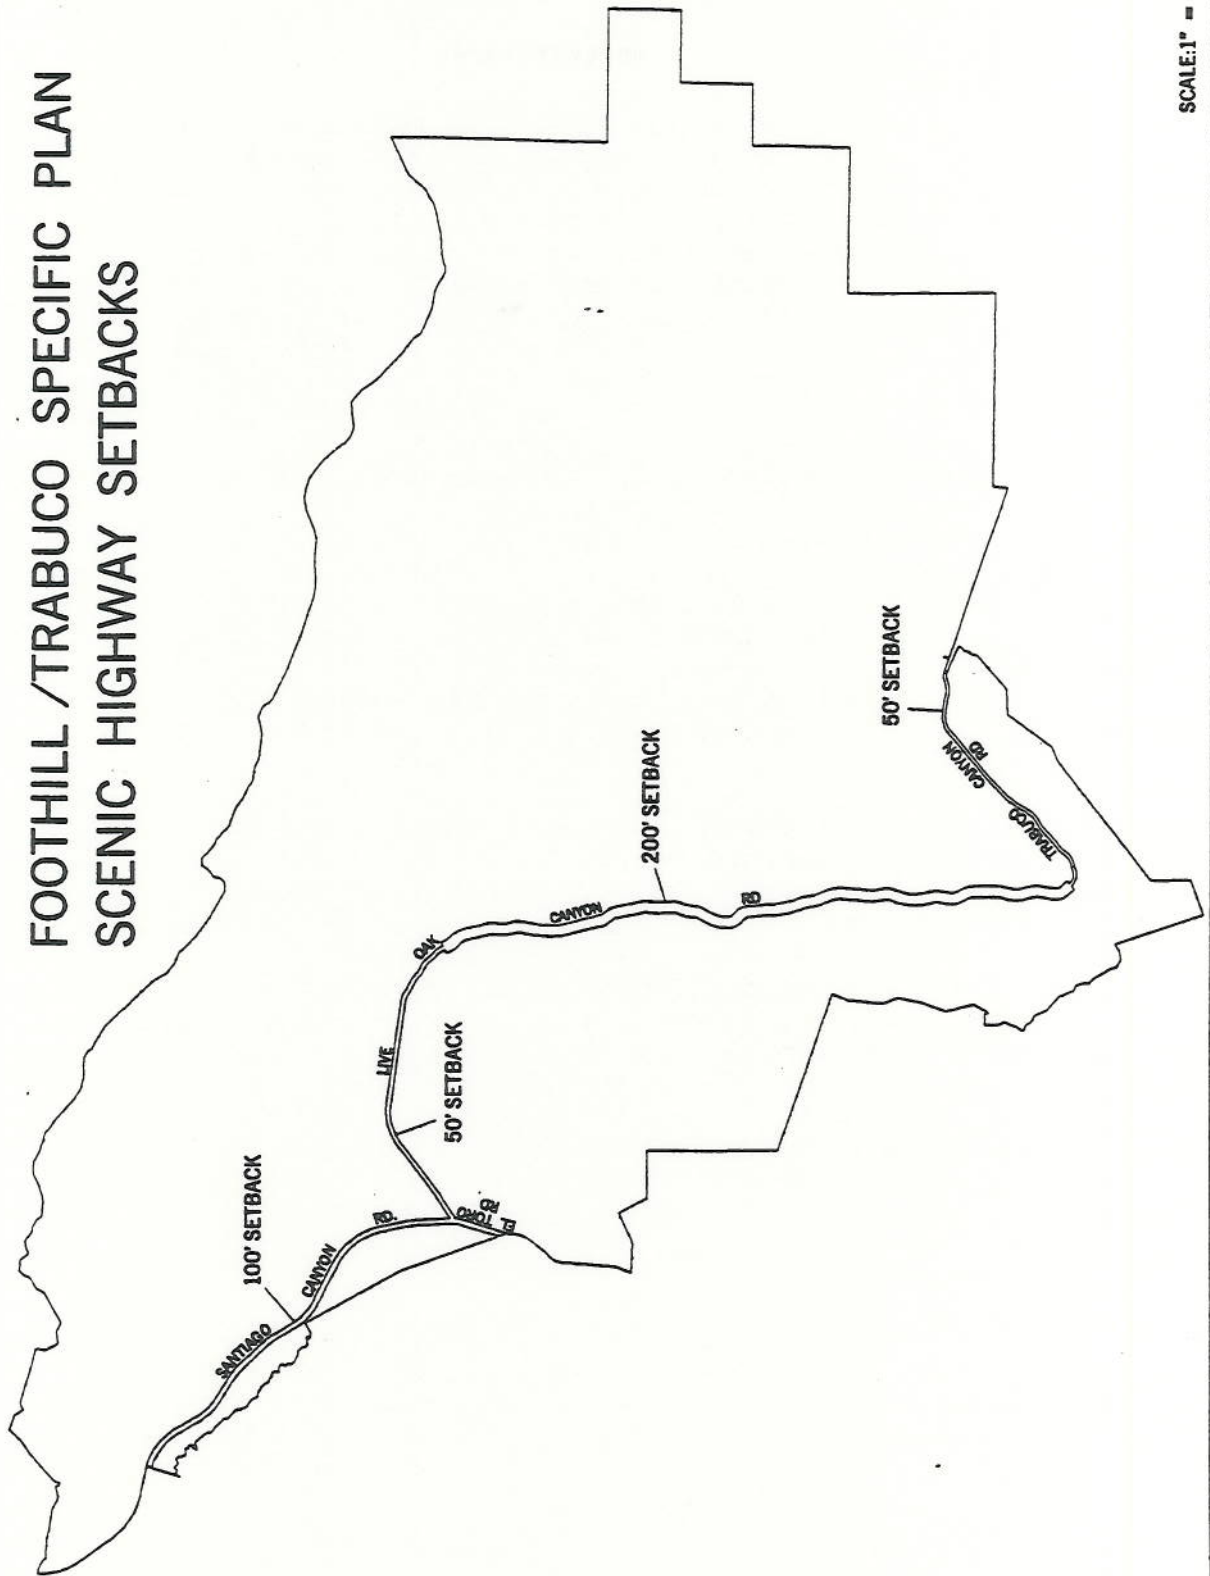 FOOTHILL / TRABUCO SPECIFIC PLAN
SCENIC HIGHWAY SETBACKS
100' SETBACK
SANTIAGO
CANYON
RD.
EL
TORO
RD
50' SETBACK
LIVE
OAK
CANYON
RD
200' SETBACK
50' SETBACK
TRABUCO
CANYON
RD
SCALE:1" =